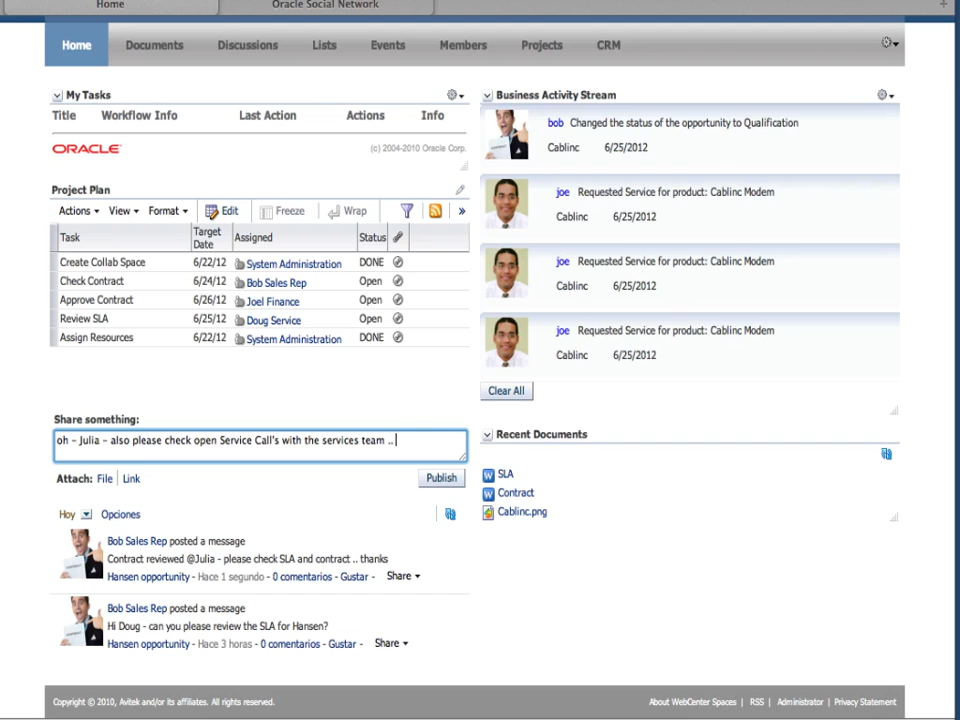 Home Oracle Social Network +
Home Documents Discussions Lists Events Members Projects CRM
My Tasks
Title Workflow Info Last Action Actions Info
ORACLE (c) 2004-2010 Oracle Corp.
Project Plan
Actions View Format Edit Freeze Wrap »
Task Target Date Assigned Status
Create Collab Space 6/22/12 System Administration DONE
Check Contract 6/24/12 Bob Sales Rep Open
Approve Contract 6/26/12 Joel Finance Open
Review SLA 6/25/12 Doug Service Open
Assign Resources 6/22/12 System Administration DONE
Share something:
oh - Julia - also please check open Service Call's with the services team ..
Attach: File Link Publish
Hoy Opciones
Bob Sales Rep posted a message
Contract reviewed @Julia - please check SLA and contract .. thanks
Hansen opportunity - Hace 1 segundo - 0 comentarios - Gustar - Share
Bob Sales Rep posted a message
Hi Doug - can you please review the SLA for Hansen?
Hansen opportunity - Hace 3 horas - 0 comentarios - Gustar - Share
Business Activity Stream
bob Changed the status of the opportunity to Qualification
Cablinc 6/25/2012
joe Requested Service for product: Cablinc Modem
Cablinc 6/25/2012
joe Requested Service for product: Cablinc Modem
Cablinc 6/25/2012
joe Requested Service for product: Cablinc Modem
Cablinc 6/25/2012
Clear All
Recent Documents
SLA
Contract
Cablinc.png
Copyright © 2010, Avitek and/or its affiliates. All rights reserved. About WebCenter Spaces | RSS | Administrator | Privacy Statement